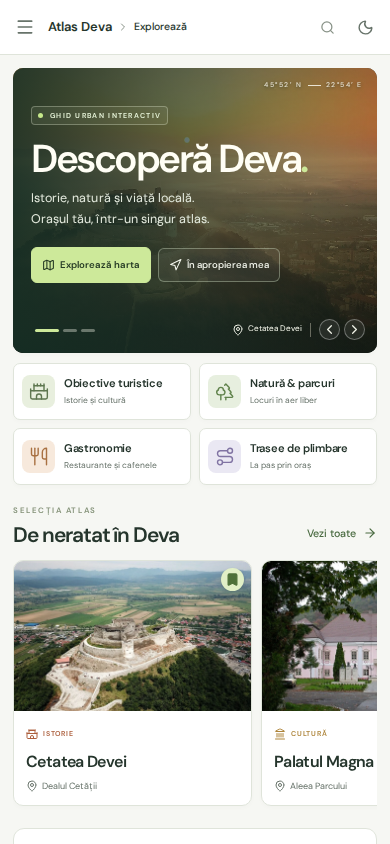 Atlas Deva > Explorează
45°52′ N — 22°54′ E
GHID URBAN INTERACTIV
Descoperă Deva.
Istorie, natură și viață locală.
Orașul tău, într-un singur atlas.
Explorează harta
În apropierea mea
Cetatea Devei
Obiective turistice
Istorie și cultură
Natură & parcuri
Locuri în aer liber
Gastronomie
Restaurante și cafenele
Trasee de plimbare
La pas prin oraș
SELECȚIA ATLAS
De neratat în Deva
Vezi toate
ISTORIE
Cetatea Devei
Dealul Cetății
CULTURĂ
Palatul Magna
Aleea Parcului